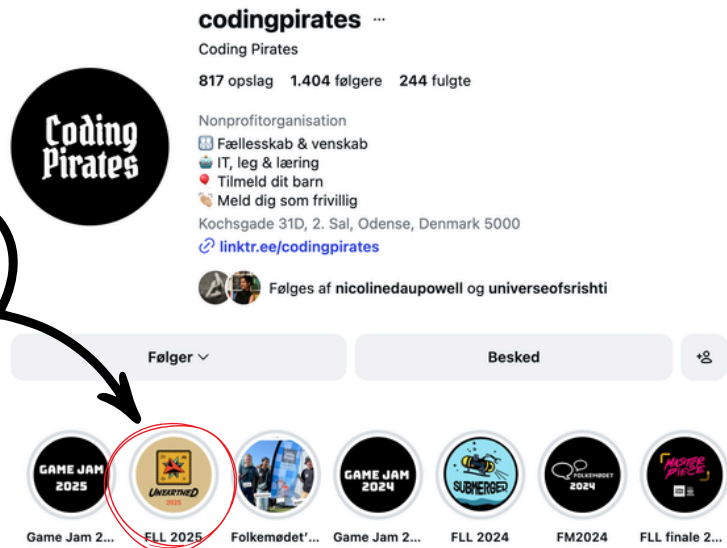 codingpirates ...
Coding Pirates
817 opslag 1.404 følgere 244 fulgte
Coding
Pirates
Nonprofitorganisation
Fællesskab & venskab
IT, leg & læring
Tilmeld dit barn
Meld dig som frivillig
Kochsgade 31D, 2. Sal, Odense, Denmark 5000
linktr.ee/codingpirates
Følges af nicolinedaupowell og universeofsrishti
Følger
Besked
GAME JAM
2025
UNEARTHED
2025
GAME JAM
2024
SUBMERGED
FOLKEMØDET
2024
MASTER
PIECE
Game Jam 2... FLL 2025 Folkemødet'... Game Jam 2... FLL 2024 FM2024 FLL finale 2...